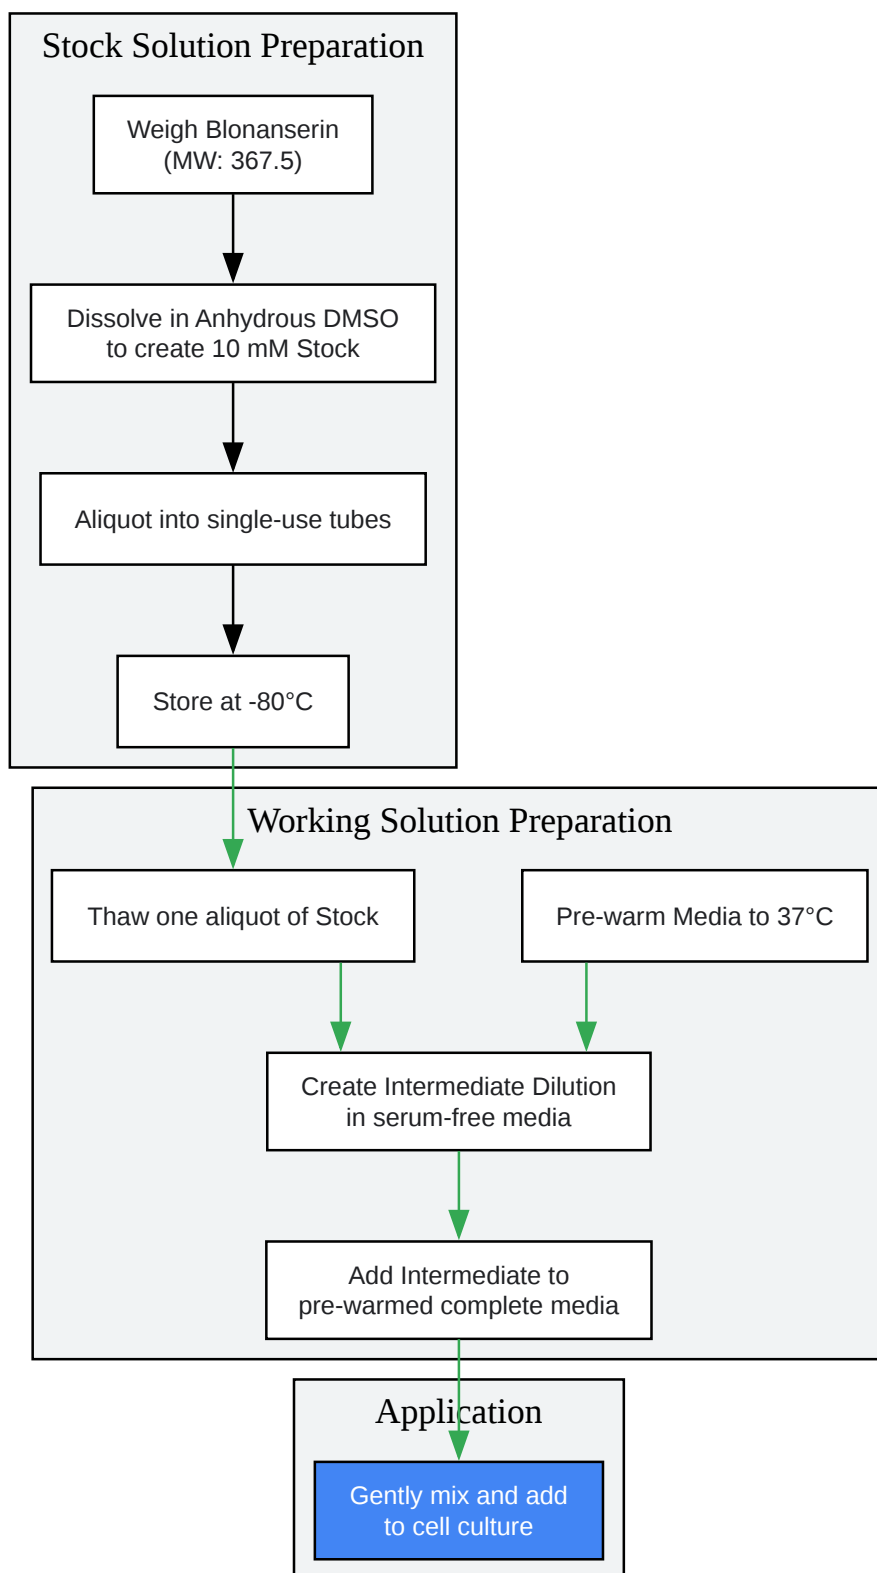 Stock Solution Preparation
Weigh Blonanserin
(MW: 367.5)
Dissolve in Anhydrous DMSO
to create 10 mM Stock
Aliquot into single-use tubes
Store at -80°C
Working Solution Preparation
Thaw one aliquot of Stock
Pre-warm Media to 37°C
Create Intermediate Dilution
in serum-free media
Add Intermediate to
pre-warmed complete media
Application
Gently mix and add
to cell culture